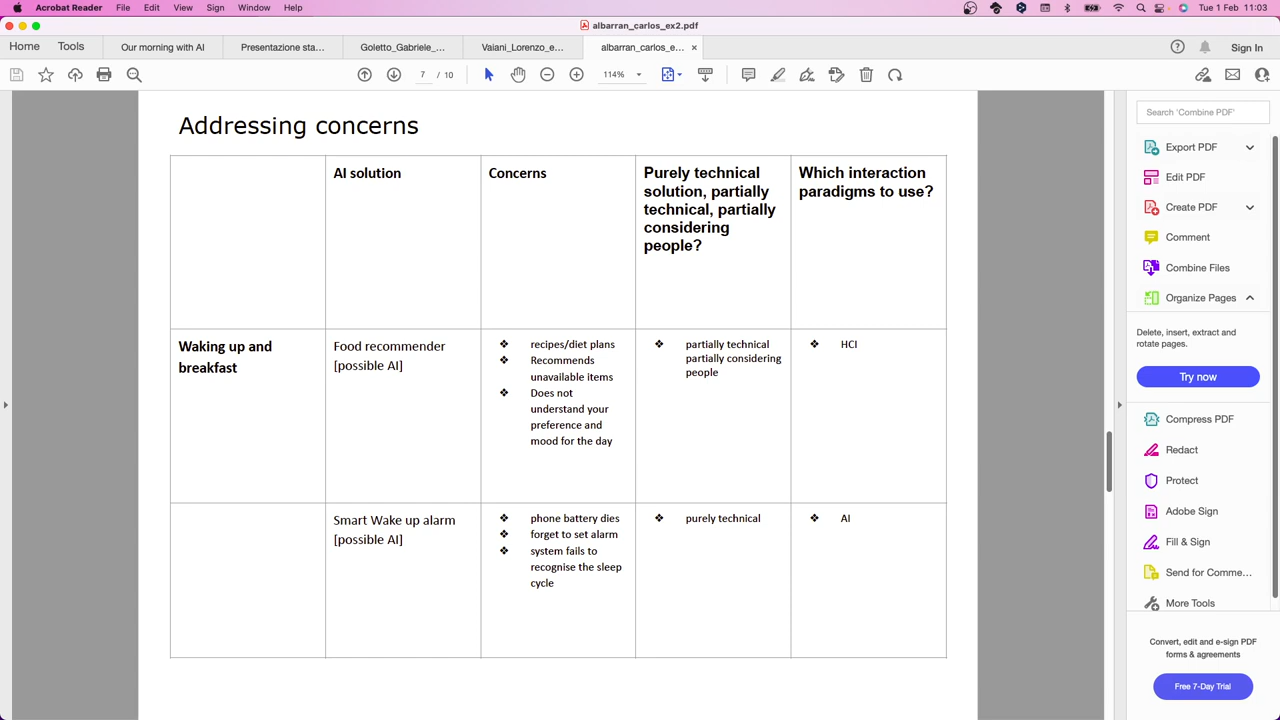 Acrobat Reader File Edit View Sign Window Help
Tue 1 Feb 11:03
albarran_carlos_ex2.pdf
Home Tools Our morning with AI Presentazione sta... Goletto_Gabriele_... Vaiani_Lorenzo_e... albarran_carlos_e... × Sign In
7 / 10 114%
Addressing concerns
AI solution
Concerns
Purely technical
solution, partially
technical, partially
considering
people?
Which interaction
paradigms to use?
Waking up and
breakfast
Food recommender
[possible AI]
❖ recipes/diet plans
❖ Recommends
unavailable items
❖ Does not
understand your
preference and
mood for the day
❖ partially technical
partially considering
people
❖ HCI
Smart Wake up alarm
[possible AI]
❖ phone battery dies
❖ forget to set alarm
❖ system fails to
recognise the sleep
cycle
❖ purely technical
❖ AI
Search 'Combine PDF'
Export PDF
Edit PDF
Create PDF
Comment
Combine Files
Organize Pages
Delete, insert, extract and
rotate pages.
Try now
Compress PDF
Redact
Protect
Adobe Sign
Fill & Sign
Send for Comme...
More Tools
Convert, edit and e-sign PDF
forms & agreements
Free 7-Day Trial